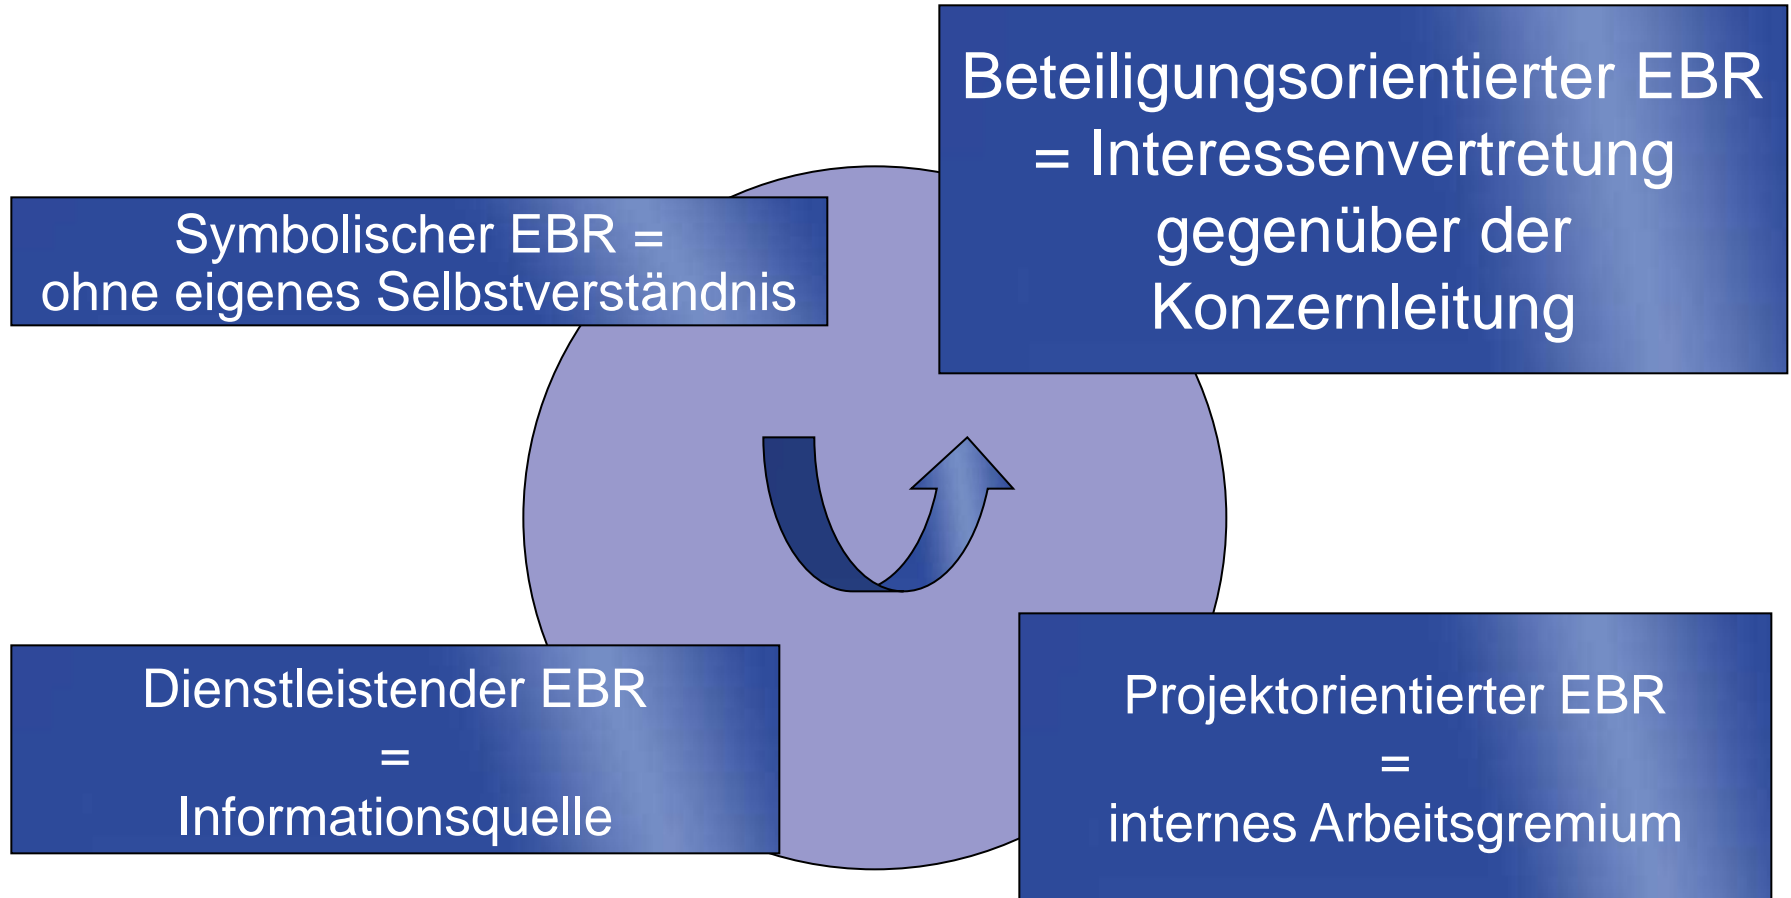 Symbolischer EBR =
ohne eigenes Selbstverständnis
Beteiligungsorientierter EBR
= Interessenvertretung
gegenüber der
Konzernleitung
Dienstleistender EBR
=
Informationsquelle
Projektorientierter EBR
=
internes Arbeitsgremium